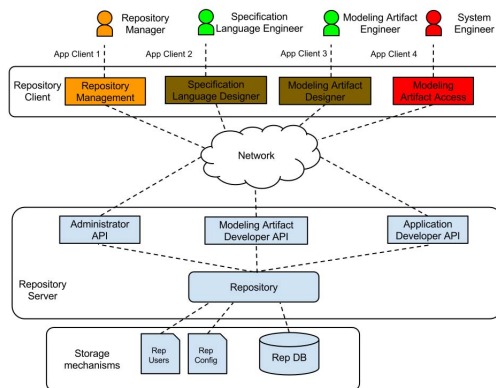 Repository
Manager
Specification
Language Engineer
Modeling Artifact
Engineer
System
Engineer
App Client 1
App Client 2
App Client 3
App Client 4
Repository
Client
Repository
Management
Specification
Language Designer
Modeling Artifact
Designer
Modeling
Artifact Access
Network
Administrator
API
Modeling Artifact
Developer API
Application
Developer API
Repository
Server
Repository
Storage
mechanisms
Rep
Users
Rep
Config
Rep DB